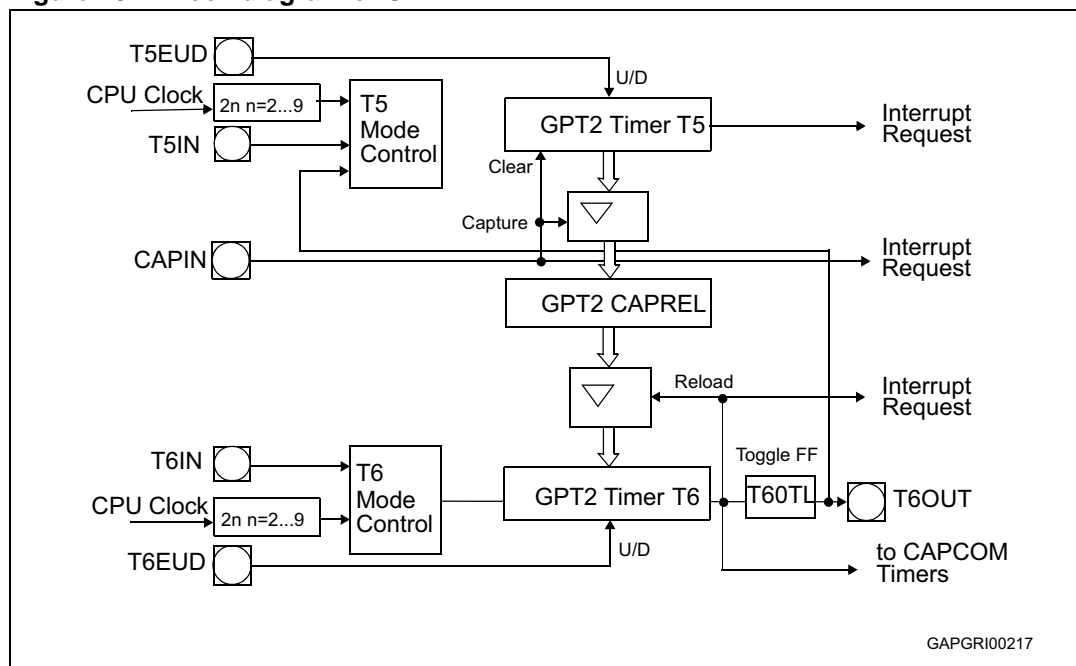 T5EUD
U/D
CPU Clock
2n n=2...9
T5
Mode
Control
GPT2 Timer T5
Interrupt
Request
T5IN
Clear
Capture
CAPIN
Interrupt
Request
GPT2 CAPREL
Reload
Interrupt
Request
T6IN
T6
Mode
Control
Toggle FF
GPT2 Timer T6
T60TL
T6OUT
CPU Clock
2n n=2...9
T6EUD
U/D
to CAPCOM
Timers
GAPGRI00217